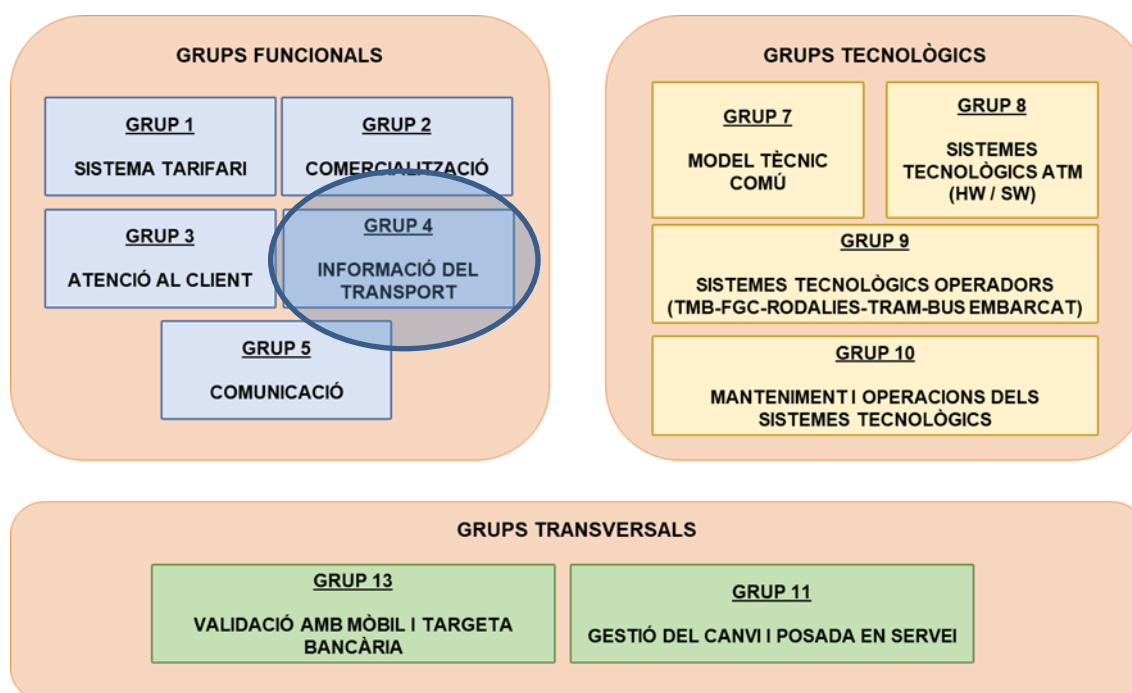 GRUPS FUNCIONALS
GRUP 1
SISTEMA TARIFARI
GRUP 2
COMERCIALITZACIÓ
GRUP 3
ATENCIÓ AL CLIENT
GRUP 4
INFORMACIÓ DEL
TRANSPORT
GRUP 5
COMUNICACIÓ
GRUPS TECNOLÒGICS
GRUP 7
MODEL TÈCNIC
COMÚ
GRUP 8
SISTEMES
TECNOLÒGICS ATM
(HW / SW)
GRUP 9
SISTEMES TECNOLÒGICS OPERADORS
(TMB-FGC-RODALIES-TRAM-BUS EMBARCAT)
GRUP 10
MANTENIMENT I OPERACIONS DELS
SISTEMES TECNOLÒGICS
GRUPS TRANSVERSALS
GRUP 13
VALIDACIÓ AMB MÒBIL I TARGETA
BANCÀRIA
GRUP 11
GESTIÓ DEL CANVI I POSADA EN SERVEI